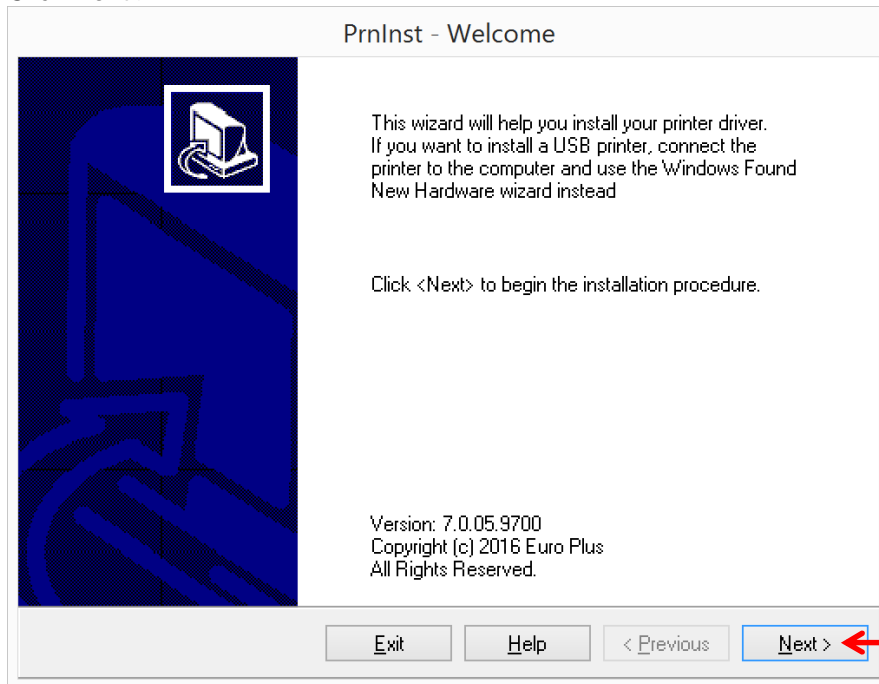 PrnInst - Welcome
This wizard will help you install your printer driver.
If you want to install a USB printer, connect the
printer to the computer and use the Windows Found
New Hardware wizard instead
Click <Next> to begin the installation procedure.
Version: 7.0.05.9700
Copyright (c) 2016 Euro Plus
All Rights Reserved.
Exit Help < Previous Next >